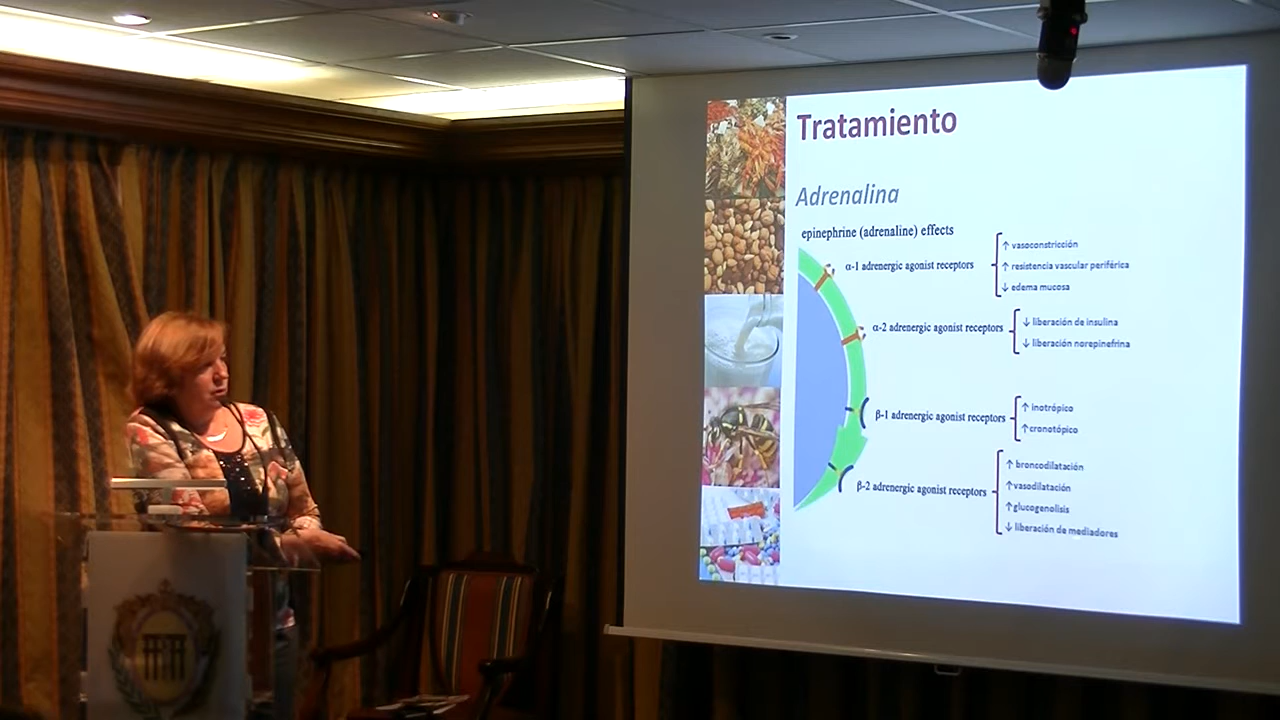 Tratamiento
Adrenalina
epinephrine (adrenaline) effects
α-1 adrenergic agonist receptors
↑ vasoconstricción
↑ resistencia vascular periférica
↓ edema mucosa
α-2 adrenergic agonist receptors
↓ liberación de insulina
↓ liberación norepinefrina
β-1 adrenergic agonist receptors
↑ inotrópico
↑ cronotópico
β-2 adrenergic agonist receptors
↑ broncodilatación
↑vasodilatación
↑glucogenolisis
↓ liberación de mediadores